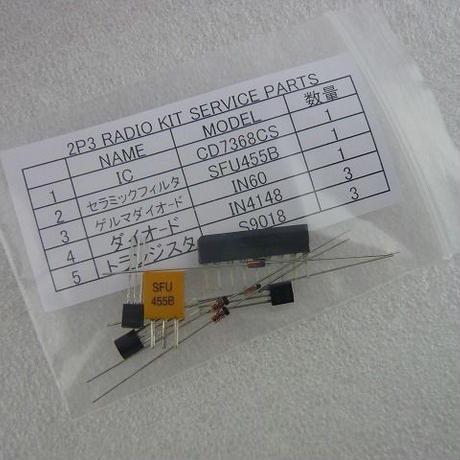 2P3 RADIO KIT SERVICE PARTS
NAME MODEL 数量
1 IC CD7368CS 1
2 セラミックフィルタ SFU455B 1
3 ゲルマダイオード IN60 1
4 ダイオード IN4148 3
5 トランジスタ S9018 3
SFU
455B